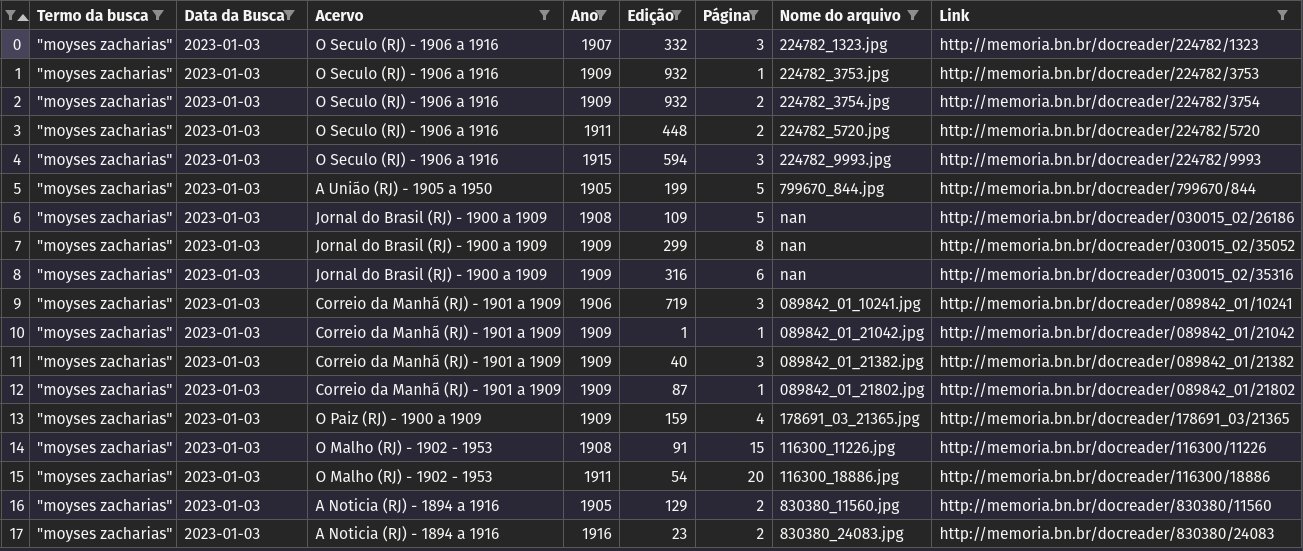 Termo da busca Data da Busca Acervo Ano Edição Página Nome do arquivo Link
0 "moyses zacharias" 2023-01-03 O Seculo (RJ) - 1906 a 1916 1907 332 3 224782_1323.jpg http://memoria.bn.br/docreader/224782/1323
1 "moyses zacharias" 2023-01-03 O Seculo (RJ) - 1906 a 1916 1909 932 1 224782_3753.jpg http://memoria.bn.br/docreader/224782/3753
2 "moyses zacharias" 2023-01-03 O Seculo (RJ) - 1906 a 1916 1909 932 2 224782_3754.jpg http://memoria.bn.br/docreader/224782/3754
3 "moyses zacharias" 2023-01-03 O Seculo (RJ) - 1906 a 1916 1911 448 2 224782_5720.jpg http://memoria.bn.br/docreader/224782/5720
4 "moyses zacharias" 2023-01-03 O Seculo (RJ) - 1906 a 1916 1915 594 3 224782_9993.jpg http://memoria.bn.br/docreader/224782/9993
5 "moyses zacharias" 2023-01-03 A União (RJ) - 1905 a 1950 1905 199 5 799670_844.jpg http://memoria.bn.br/docreader/799670/844
6 "moyses zacharias" 2023-01-03 Jornal do Brasil (RJ) - 1900 a 1909 1908 109 5 nan http://memoria.bn.br/docreader/030015_02/26186
7 "moyses zacharias" 2023-01-03 Jornal do Brasil (RJ) - 1900 a 1909 1909 299 8 nan http://memoria.bn.br/docreader/030015_02/35052
8 "moyses zacharias" 2023-01-03 Jornal do Brasil (RJ) - 1900 a 1909 1909 316 6 nan http://memoria.bn.br/docreader/030015_02/35316
9 "moyses zacharias" 2023-01-03 Correio da Manhã (RJ) - 1901 a 1909 1906 719 3 089842_01_10241.jpg http://memoria.bn.br/docreader/089842_01/10241
10 "moyses zacharias" 2023-01-03 Correio da Manhã (RJ) - 1901 a 1909 1909 1 1 089842_01_21042.jpg http://memoria.bn.br/docreader/089842_01/21042
11 "moyses zacharias" 2023-01-03 Correio da Manhã (RJ) - 1901 a 1909 1909 40 3 089842_01_21382.jpg http://memoria.bn.br/docreader/089842_01/21382
12 "moyses zacharias" 2023-01-03 Correio da Manhã (RJ) - 1901 a 1909 1909 87 1 089842_01_21802.jpg http://memoria.bn.br/docreader/089842_01/21802
13 "moyses zacharias" 2023-01-03 O Paiz (RJ) - 1900 a 1909 1909 159 4 178691_03_21365.jpg http://memoria.bn.br/docreader/178691_03/21365
14 "moyses zacharias" 2023-01-03 O Malho (RJ) - 1902 - 1953 1908 91 15 116300_11226.jpg http://memoria.bn.br/docreader/116300/11226
15 "moyses zacharias" 2023-01-03 O Malho (RJ) - 1902 - 1953 1911 54 20 116300_18886.jpg http://memoria.bn.br/docreader/116300/18886
16 "moyses zacharias" 2023-01-03 A Noticia (RJ) - 1894 a 1916 1905 129 2 830380_11560.jpg http://memoria.bn.br/docreader/830380/11560
17 "moyses zacharias" 2023-01-03 A Noticia (RJ) - 1894 a 1916 1916 23 2 830380_24083.jpg http://memoria.bn.br/docreader/830380/24083